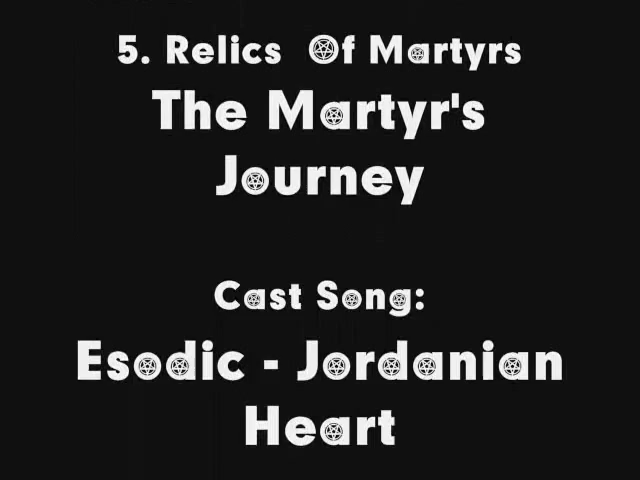 5. Relics Of Martyrs
The Martyr's
Journey
Cast Song:
Esodic - Jordanian
Heart